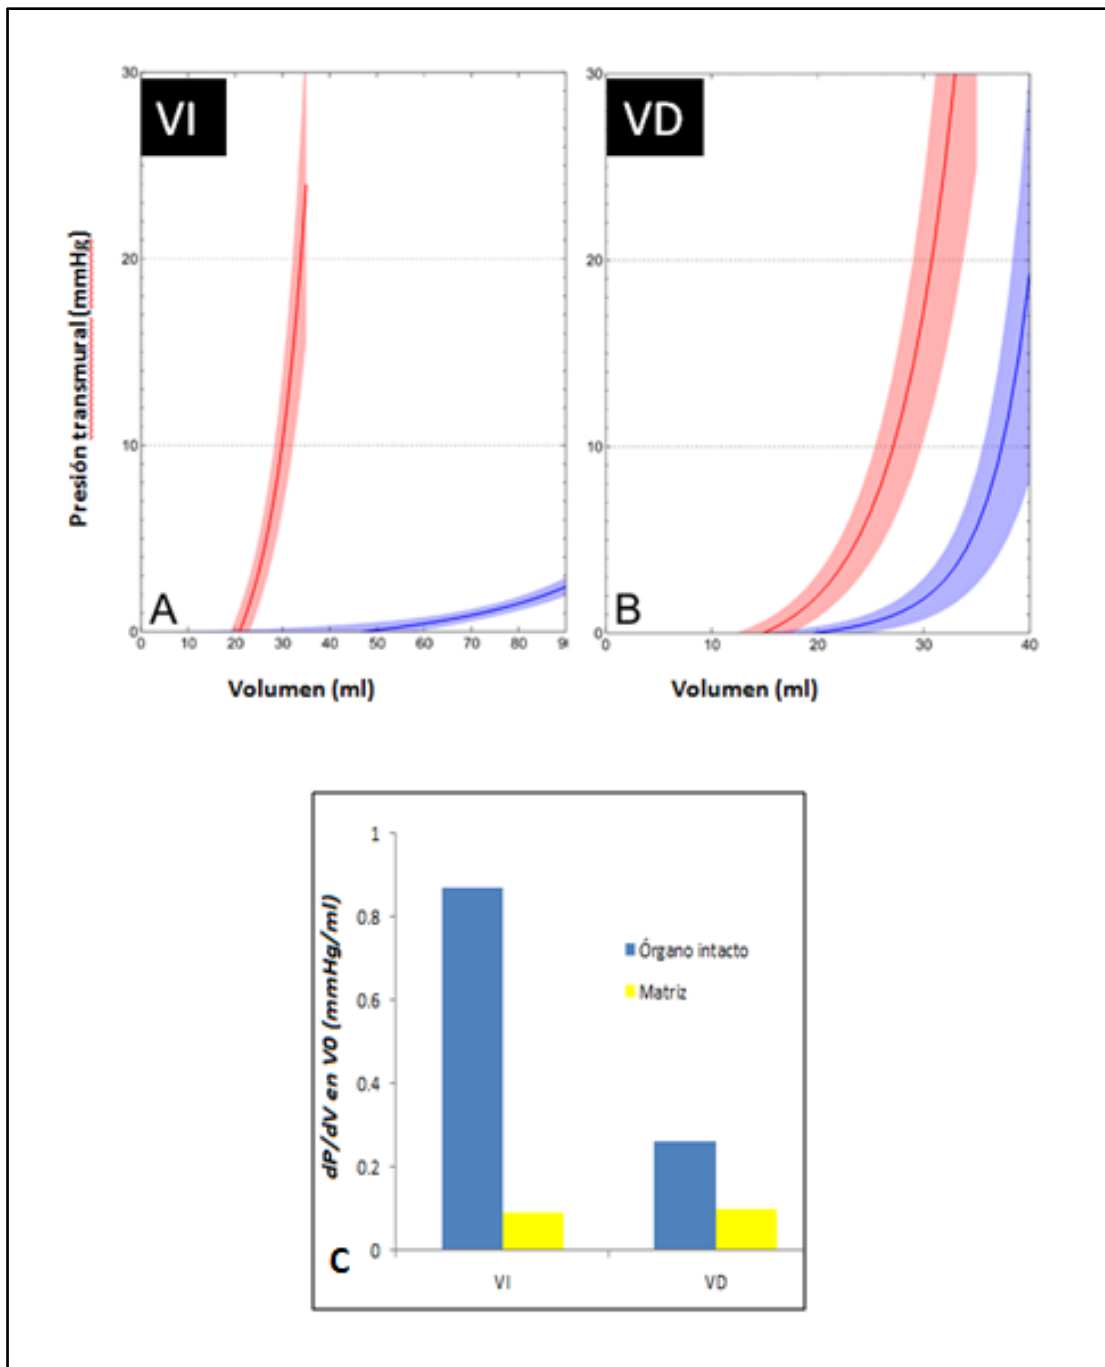 VI
VD
30
20
10
0
Presión transmural (mmHg)
A
0 10 20 30 40 50 60 70 80 90
Volumen (ml)
30
20
10
0
B
10 20 30 40
Volumen (ml)
1
0.8
0.6
0.4
0.2
0
dP/dV en V0 (mmHg/ml)
Órgano intacto
Matriz
C
VI
VD